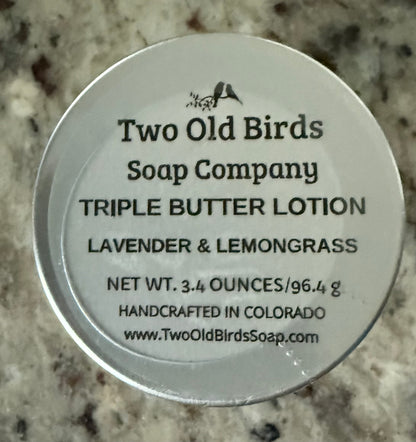 Two Old Birds
Soap Company
TRIPLE BUTTER LOTION
LAVENDER & LEMONGRASS
NET WT. 3.4 OUNCES/96.4 g
HANDCRAFTED IN COLORADO
www.TwoOldBirdsSoap.com